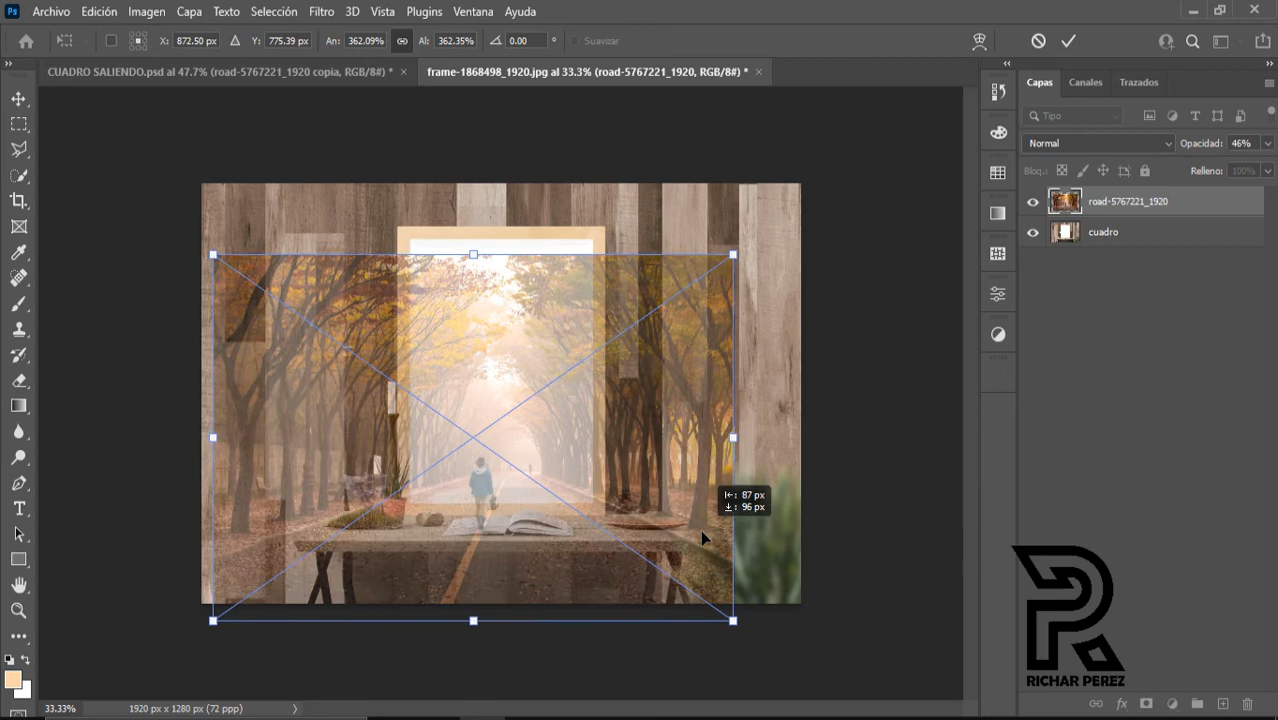 Ps Archivo Edición Imagen Capa Texto Selección Filtro 3D Vista Plugins Ventana Ayuda
X: 872.50 px Y: 775.39 px An: 362.09% Al: 362.35% 0.00 ° Suavizar
CUADRO SALIENDO.psd al 47.7% (road-5767221_1920 copia, RGB/8#) * × frame-1868498_1920.jpg al 33.3% (road-5767221_1920, RGB/8#) * ×
Capas Canales Trazados
Tipo
Normal Opacidad: 46%
Bloq.: Relleno: 100%
road-5767221_1920
cuadro
87 px
96 px
RICHAR PEREZ
33.33% 1920 px x 1280 px (72 ppp)